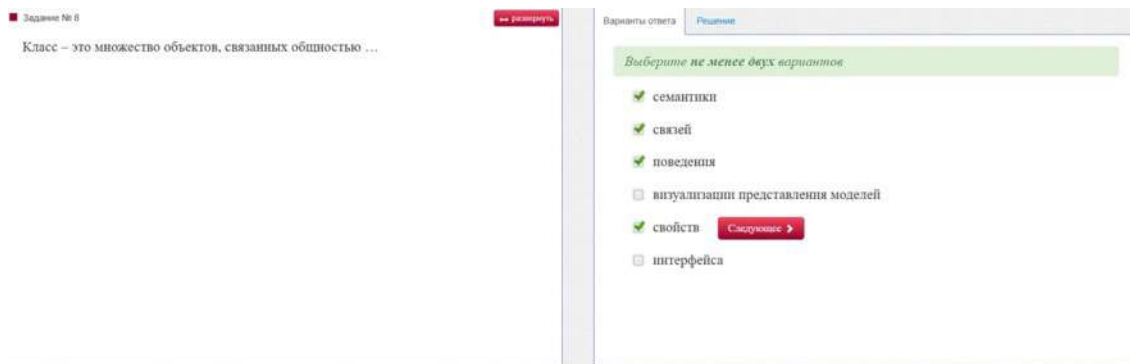 Задание № 8
развернуть
Класс – это множество объектов, связанных общностью …
Варианты ответа
Решение
Выберите не менее двух вариантов
семантики
связей
поведения
визуализации представления моделей
свойств
Следующее
интерфейса